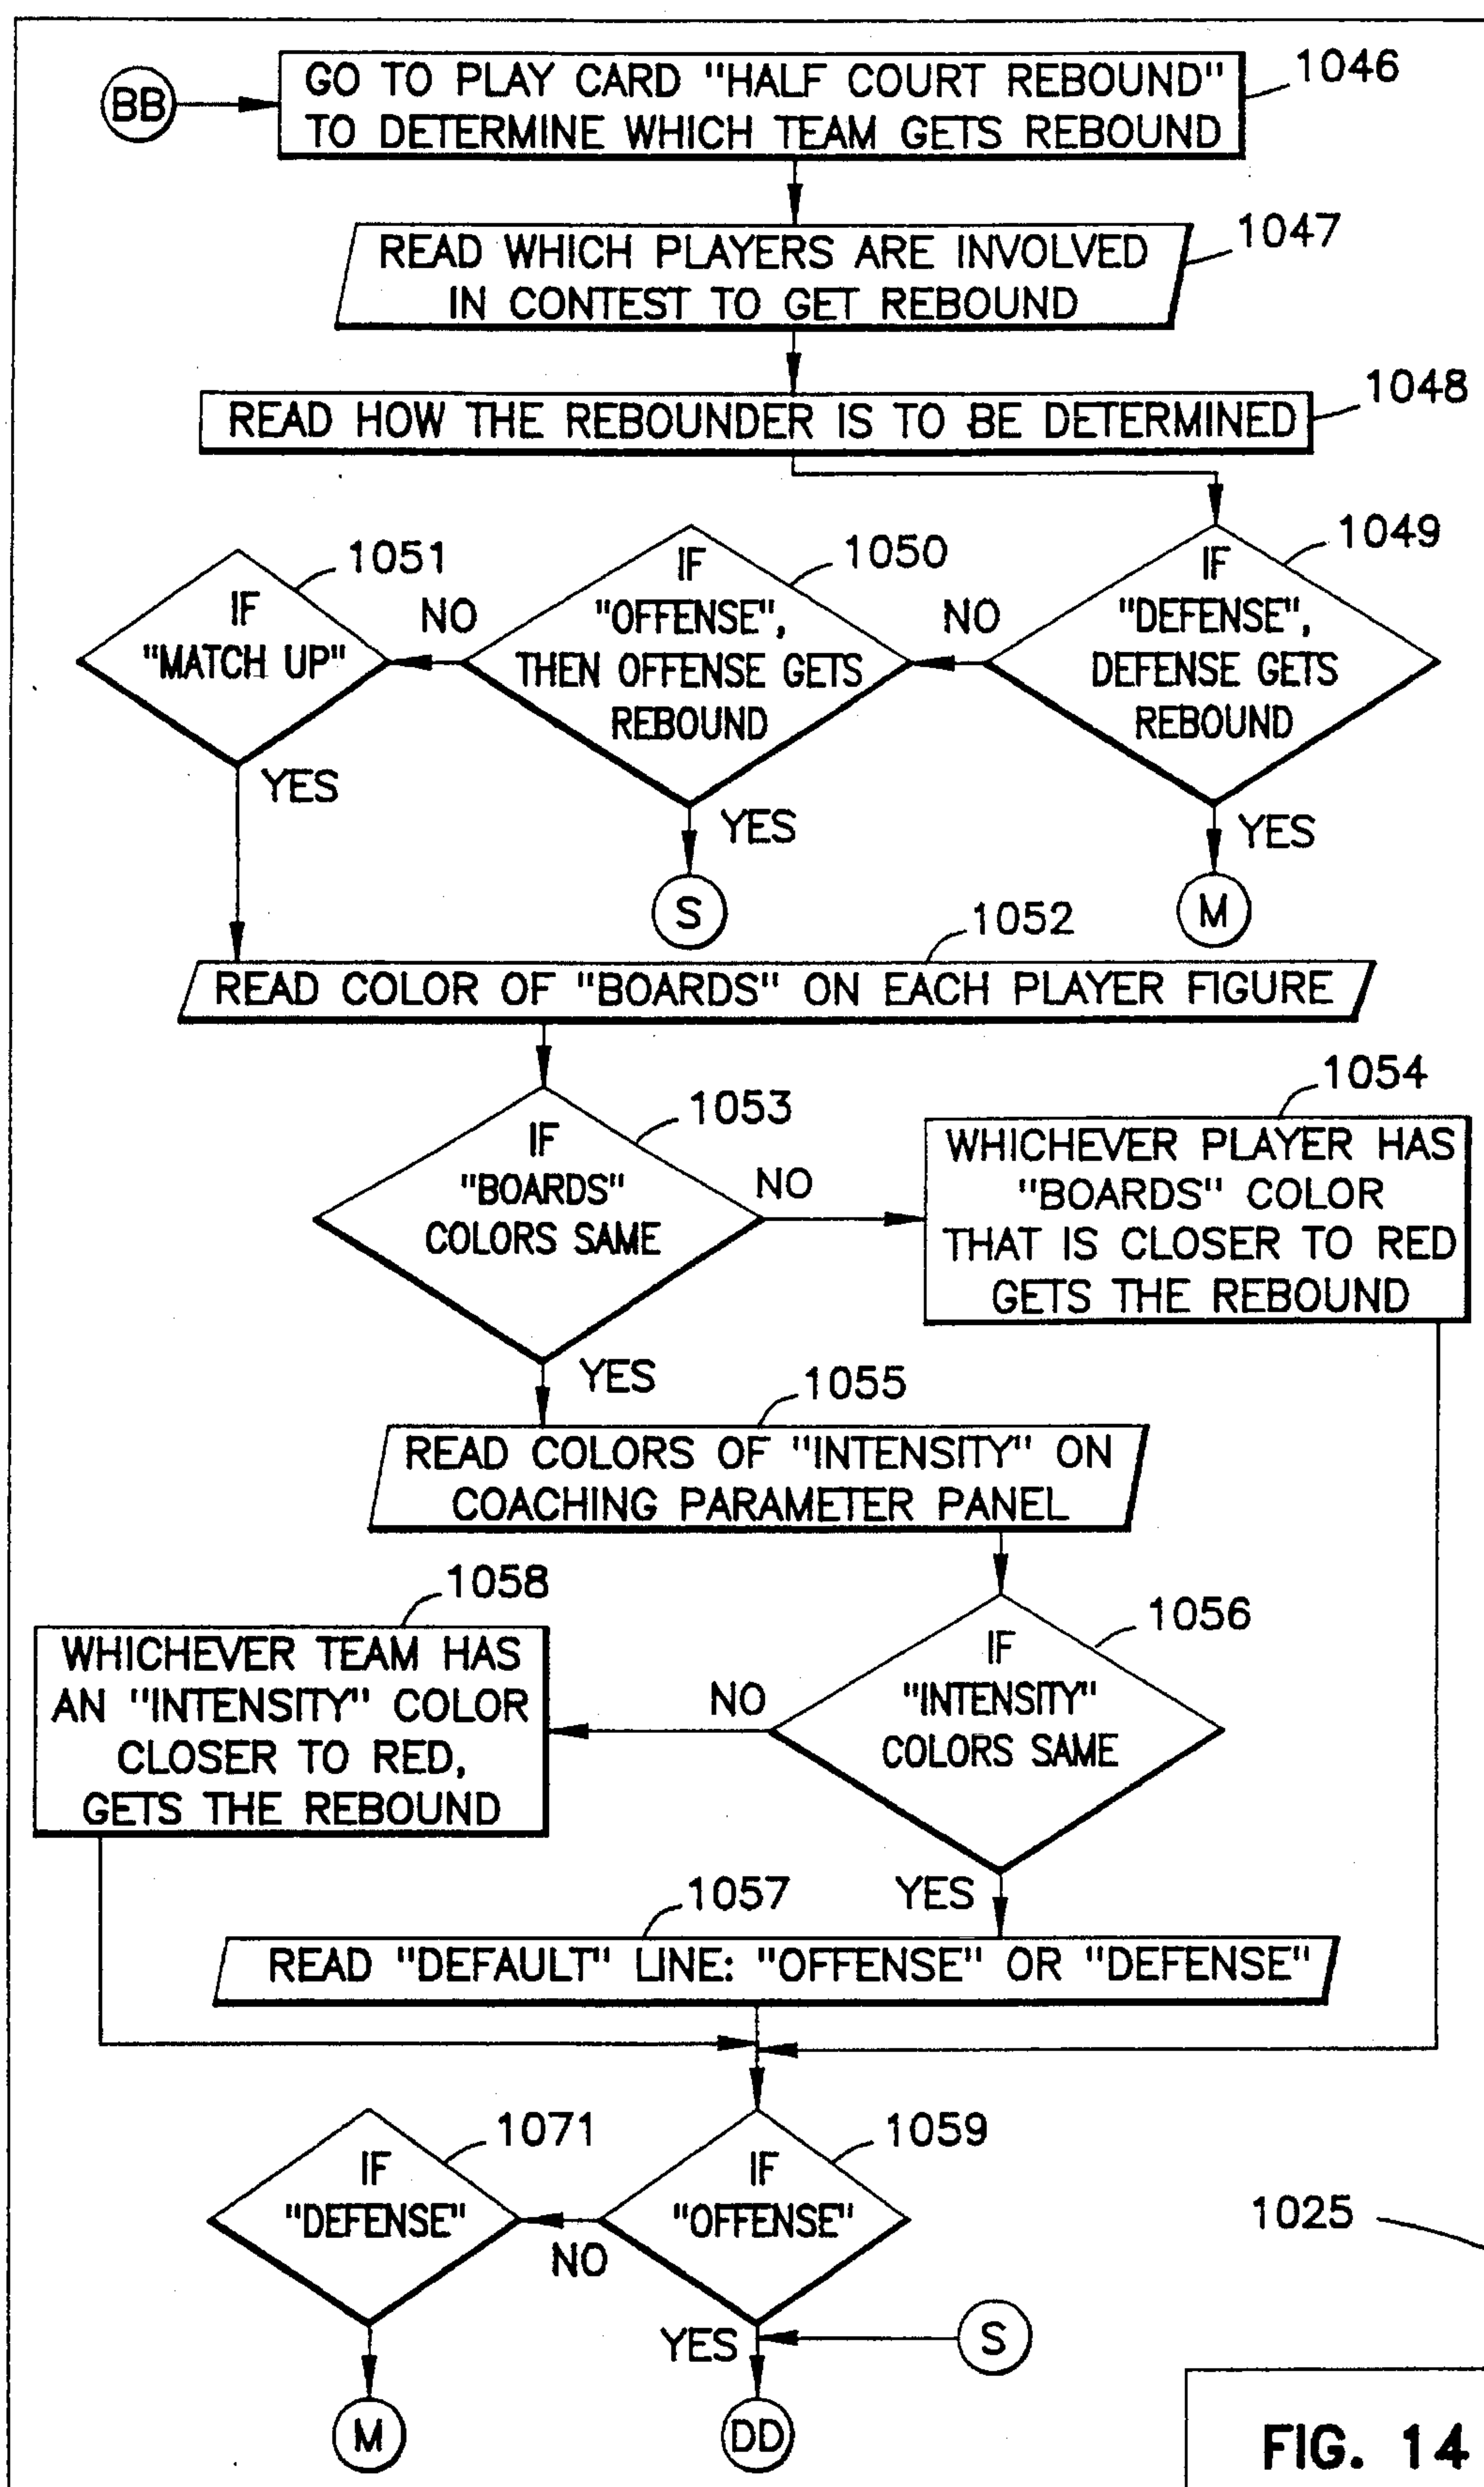 BB
GO TO PLAY CARD "HALF COURT REBOUND"
TO DETERMINE WHICH TEAM GETS REBOUND
1046
READ WHICH PLAYERS ARE INVOLVED
IN CONTEST TO GET REBOUND
1047
READ HOW THE REBOUNDER IS TO BE DETERMINED
1048
IF
"DEFENSE",
DEFENSE GETS
REBOUND
1049
NO
YES
M
IF
"OFFENSE",
THEN OFFENSE GETS
REBOUND
1050
NO
YES
S
IF
"MATCH UP"
1051
YES
READ COLOR OF "BOARDS" ON EACH PLAYER FIGURE
1052
IF
"BOARDS"
COLORS SAME
1053
NO
YES
WHICHEVER PLAYER HAS
"BOARDS" COLOR
THAT IS CLOSER TO RED
GETS THE REBOUND
1054
READ COLORS OF "INTENSITY" ON
COACHING PARAMETER PANEL
1055
IF
"INTENSITY"
COLORS SAME
1056
NO
YES
WHICHEVER TEAM HAS
AN "INTENSITY" COLOR
CLOSER TO RED,
GETS THE REBOUND
1058
READ "DEFAULT" LINE: "OFFENSE" OR "DEFENSE"
1057
IF
"OFFENSE"
1059
NO
YES
S
DD
IF
"DEFENSE"
1071
M
1025
FIG. 14